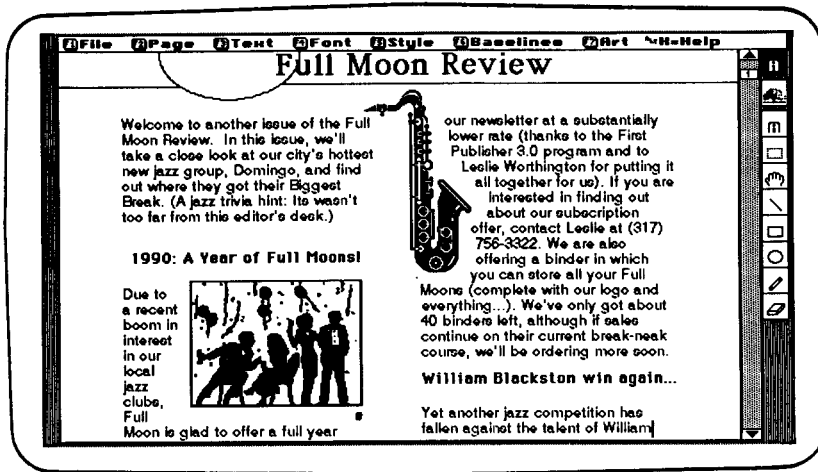 F1File F2Page F3Text F4Font F5Style F6Baselines F7Art H=Help
Full Moon Review
Welcome to another issue of the Full
Moon Review. In this issue, we'll
take a close look at our city's hottest
new jazz group, Domingo, and find
out where they got their Biggest
Break. (A jazz trivia hint: Its wasn't
too far from this editor's desk.)
1990: A Year of Full Moons!
Due to
a recent
boom in
interest
in our
local
jazz
clubs,
Full
Moon is glad to offer a full year
our newsletter at a substantially
lower rate (thanks to the First
Publisher 3.0 program and to
Leslie Worthington for putting it
all together for us). If you are
interested in finding out
about our subscription
offer, contact Leslie at (317)
756-3322. We are also
offering a binder in which
you can store all your Full
Moons (complete with our logo and
everything...). We've only got about
40 binders left, although if sales
continue on their current break-neak
course, we'll be ordering more soon.
William Blackston win again...
Yet another jazz competition has
fallen against the talent of William